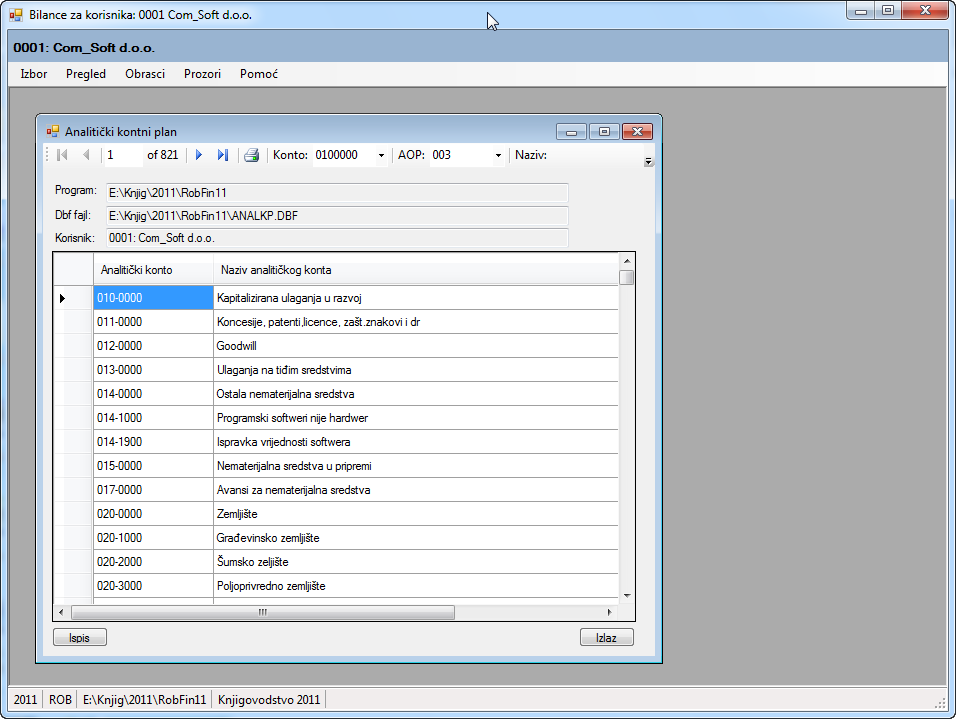 Bilance za korisnika: 0001 Com_Soft d.o.o.
0001: Com_Soft d.o.o.
Izbor Pregled Obrasci Prozori Pomoć
Analitički kontni plan
1 of 821 Konto: 0100000 AOP: 003 Naziv:
Program: E:\Knjig\2011\RobFin11
Dbf fajl: E:\Knjig\2011\RobFin11\ANALKP.DBF
Korisnik: 0001: Com_Soft d.o.o.
Analitički konto Naziv analitičkog konta
010-0000 Kapitalizirana ulaganja u razvoj
011-0000 Koncesije, patenti,licence, zašt.znakovi i dr
012-0000 Goodwill
013-0000 Ulaganja na tiđim sredstvima
014-0000 Ostala nematerijalna sredstva
014-1000 Programski softweri nije hardwer
014-1900 Ispravka vrijednosti softwera
015-0000 Nematerijalna sredstva u pripremi
017-0000 Avansi za nematerijalna sredstva
020-0000 Zemljište
020-1000 Građevinsko zemljište
020-2000 Šumsko zeljište
020-3000 Poljoprivredno zemljište
Ispis Izlaz
2011 ROB E:\Knjig\2011\RobFin11 Knjigovodstvo 2011